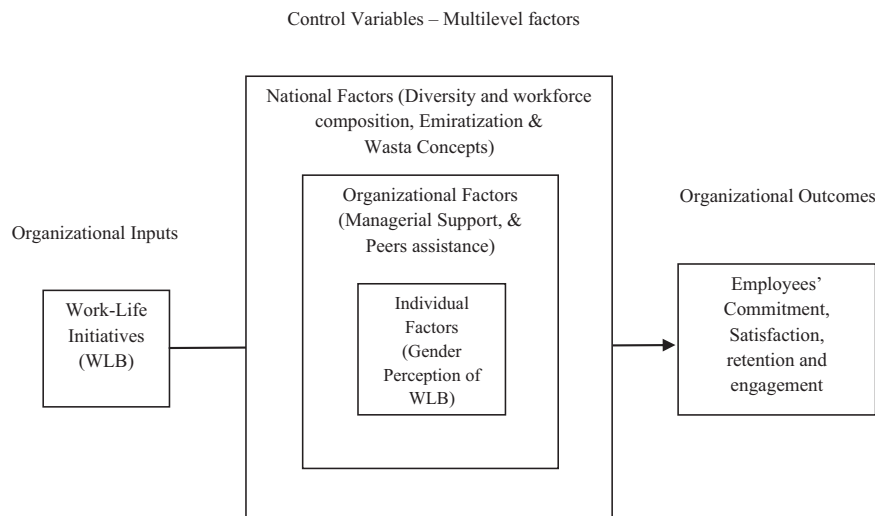 Control Variables – Multilevel factors
National Factors (Diversity and workforce
composition, Emiratization &
Wasta Concepts)
Organizational Factors
(Managerial Support, &
Peers assistance)
Individual
Factors
(Gender
Perception of
WLB)
Organizational Inputs
Work-Life
Initiatives
(WLB)
Organizational Outcomes
Employees’
Commitment,
Satisfaction,
retention and
engagement